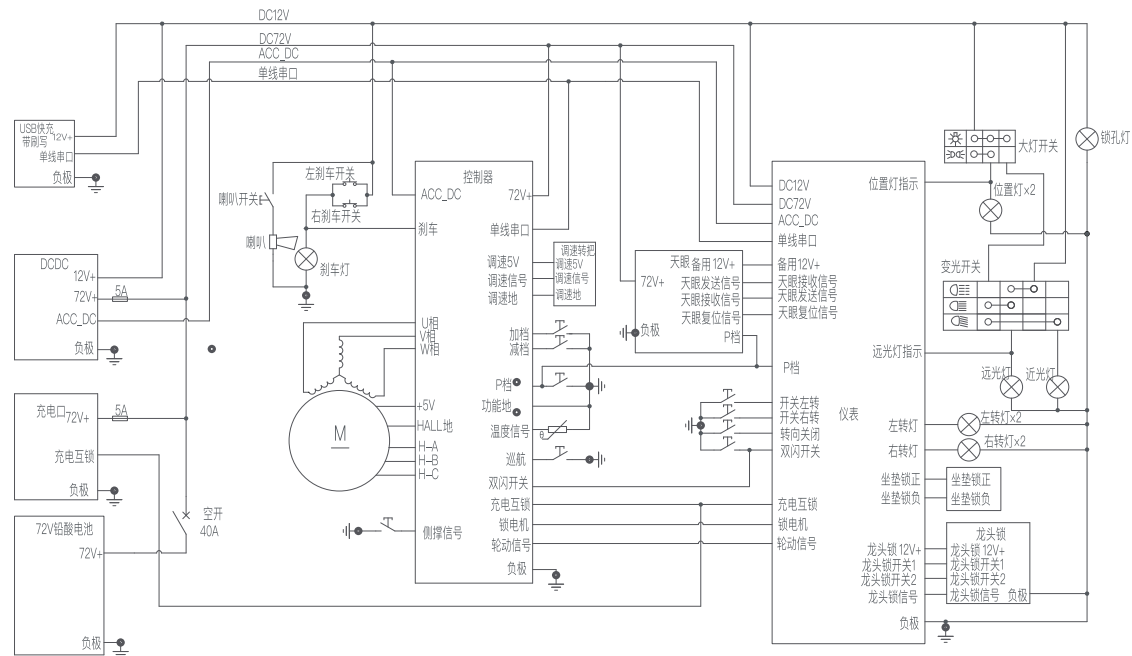 DC12V
DC72V
ACC_DC
单线串口
USB快充
带刷写
12V+
单线串口
负极
DCDC
12V+
72V+
5A
ACC_DC
负极
充电口
72V+
5A
充电互锁
负极
72V铅酸电池
72V+
负极
空开
40A
喇叭开关
喇叭
左刹车开关
右刹车开关
刹车灯
M
控制器
ACC_DC
刹车
U相
V相
W相
+5V
HALL地
H-A
H-B
H-C
侧撑信号
72V+
单线串口
调速5V
调速信号
调速地
加档
减档
P档
功能地
温度信号
θ
巡航
双闪开关
充电互锁
锁电机
轮动信号
负极
调速转把
调速5V
调速信号
调速地
天眼
72V+
负极
备用12V+
天眼发送信号
天眼接收信号
天眼复位信号
P档
仪表
DC12V
DC72V
ACC_DC
单线串口
备用12V+
天眼接收信号
天眼发送信号
天眼复位信号
P档
开关左转
开关右转
转向关闭
双闪开关
充电互锁
锁电机
轮动信号
位置灯指示
远光灯指示
左转灯
右转灯
坐垫锁正
坐垫锁负
龙头锁12V+
龙头锁开关1
龙头锁开关2
龙头锁信号
负极
大灯开关
锁孔灯
位置灯x2
变光开关
远光灯
近光灯
左转灯x2
右转灯x2
坐垫锁正
坐垫锁负
龙头锁
龙头锁12V+
龙头锁开关1
龙头锁开关2
龙头锁信号
负极